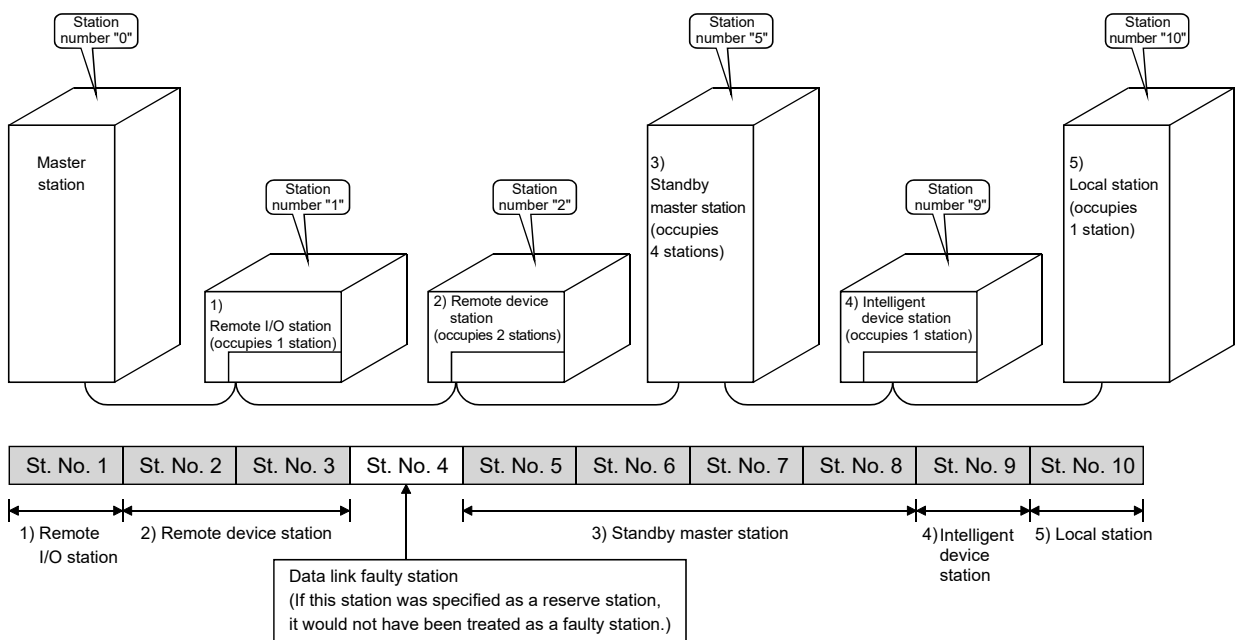 Station
number "0"
Station
number "5"
Station
number "10"
Master
station
Station
number "1"
Station
number "2"
3)
Standby
master station
(occupies
4 stations)
Station
number "9"
5)
Local station
(occupies
1 station)
1)
Remote I/O station
(occupies 1 station)
2) Remote device
station
(occupies 2 stations)
4) Intelligent
device station
(occupies 1 station)
St. No. 1 St. No. 2 St. No. 3 St. No. 4 St. No. 5 St. No. 6 St. No. 7 St. No. 8 St. No. 9 St. No. 10
1) Remote
I/O station
2) Remote device station
3) Standby master station
4) Intelligent
device
station
5) Local station
Data link faulty station
(If this station was specified as a reserve station,
it would not have been treated as a faulty station.)